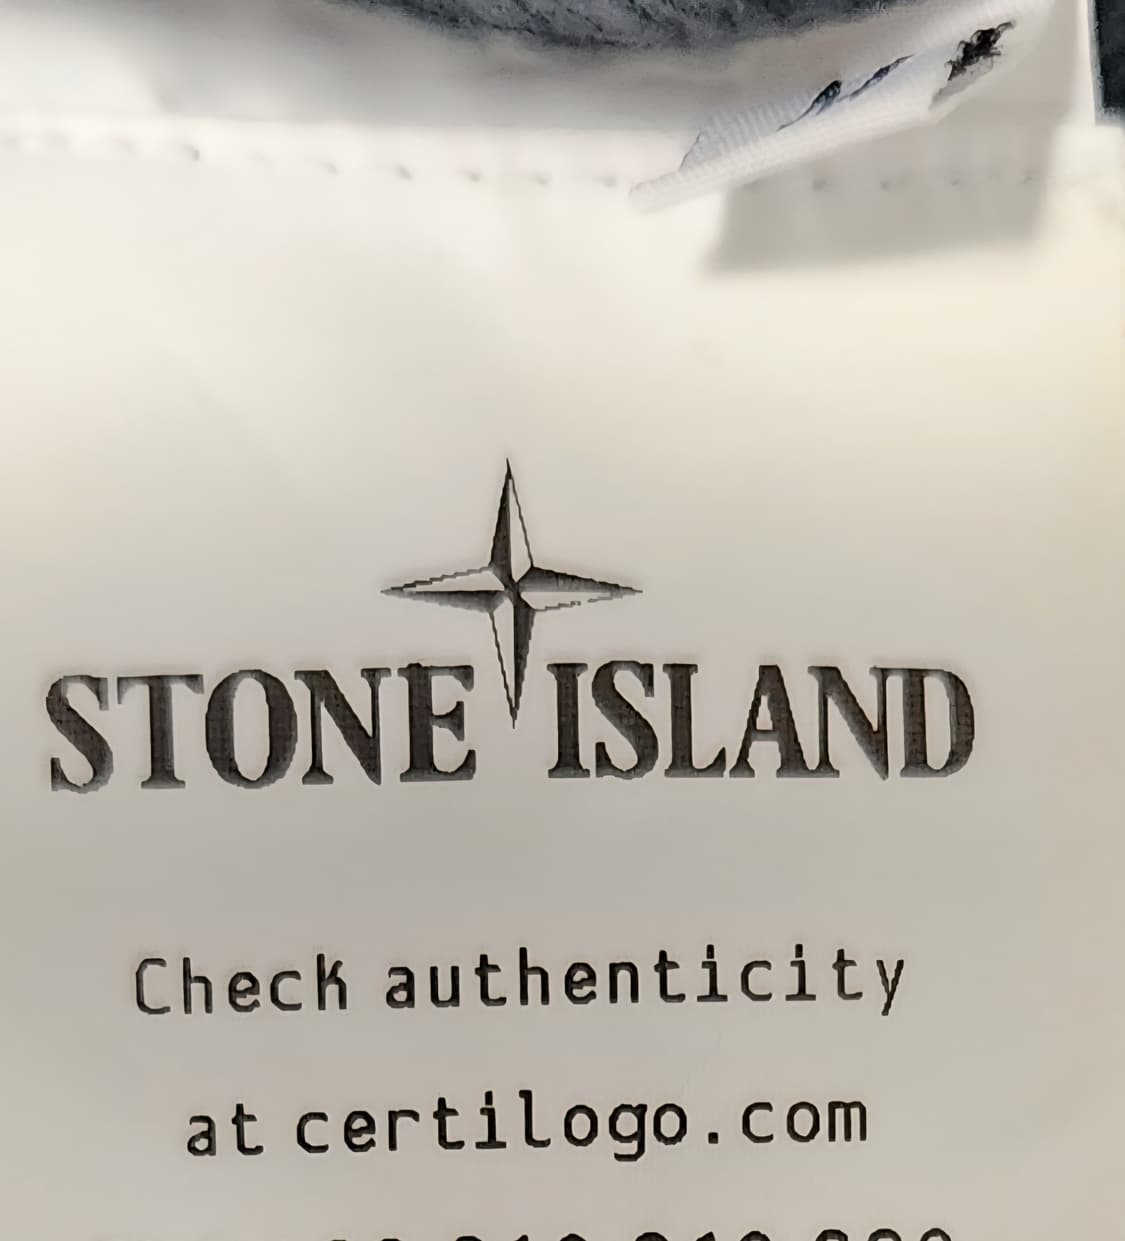 STONE ISLAND
Check authenticity
at certilogo.com